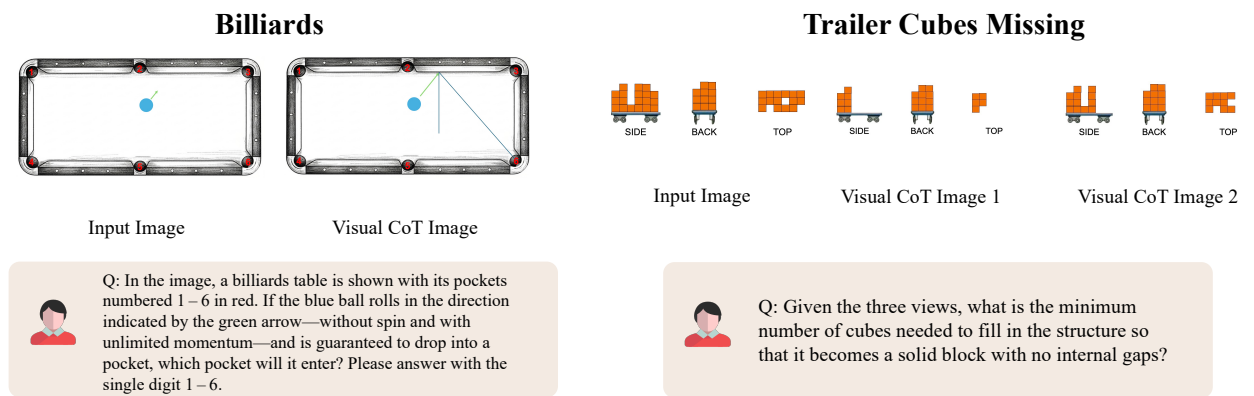 Billiards
Trailer Cubes Missing
SIDE
BACK
TOP
SIDE
BACK
TOP
SIDE
BACK
TOP
Input Image
Visual CoT Image
Input Image
Visual CoT Image 1
Visual CoT Image 2
Q: In the image, a billiards table is shown with its pockets
numbered 1 – 6 in red. If the blue ball rolls in the direction
indicated by the green arrow—without spin and with
unlimited momentum—and is guaranteed to drop into a
pocket, which pocket will it enter? Please answer with the
single digit 1 – 6.
Q: Given the three views, what is the minimum
number of cubes needed to fill in the structure so
that it becomes a solid block with no internal gaps?